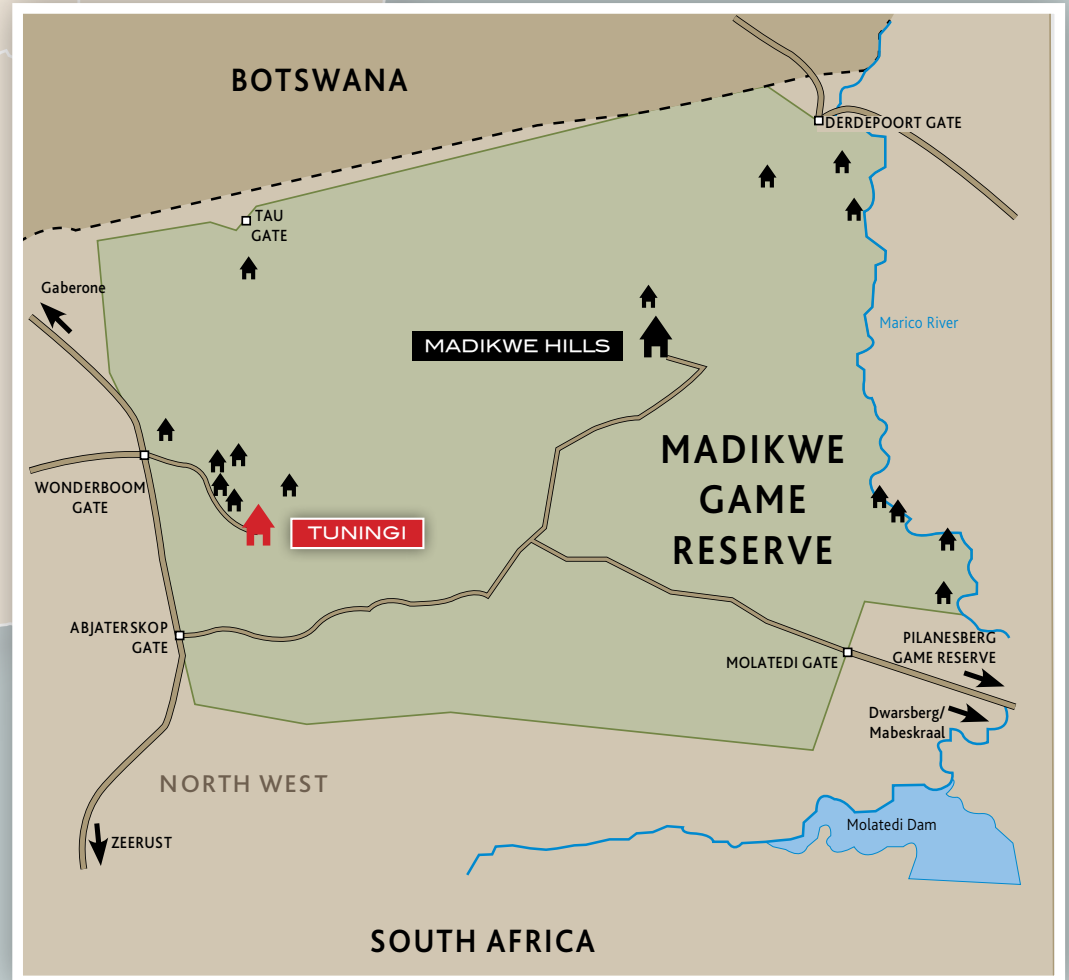 BOTSWANA
DERDEPOORT GATE
TAU
GATE
Gaberone
Marico River
MADIKWE HILLS
MADIKWE
GAME
RESERVE
WONDERBOOM
GATE
TUNINGI
ABJATERSKOP
GATE
PILANESBERG
GAME RESERVE
MOLATEDI GATE
Dwarsberg/
Mabeskraal
NORTH WEST
Molatedi Dam
ZEERUST
SOUTH AFRICA